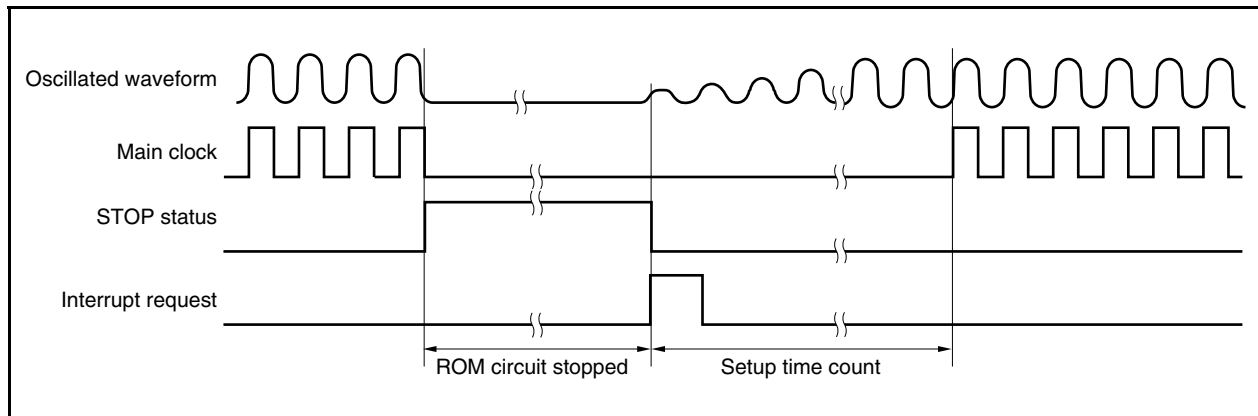 Oscillated waveform
Main clock
STOP status
Interrupt request
ROM circuit stopped
Setup time count